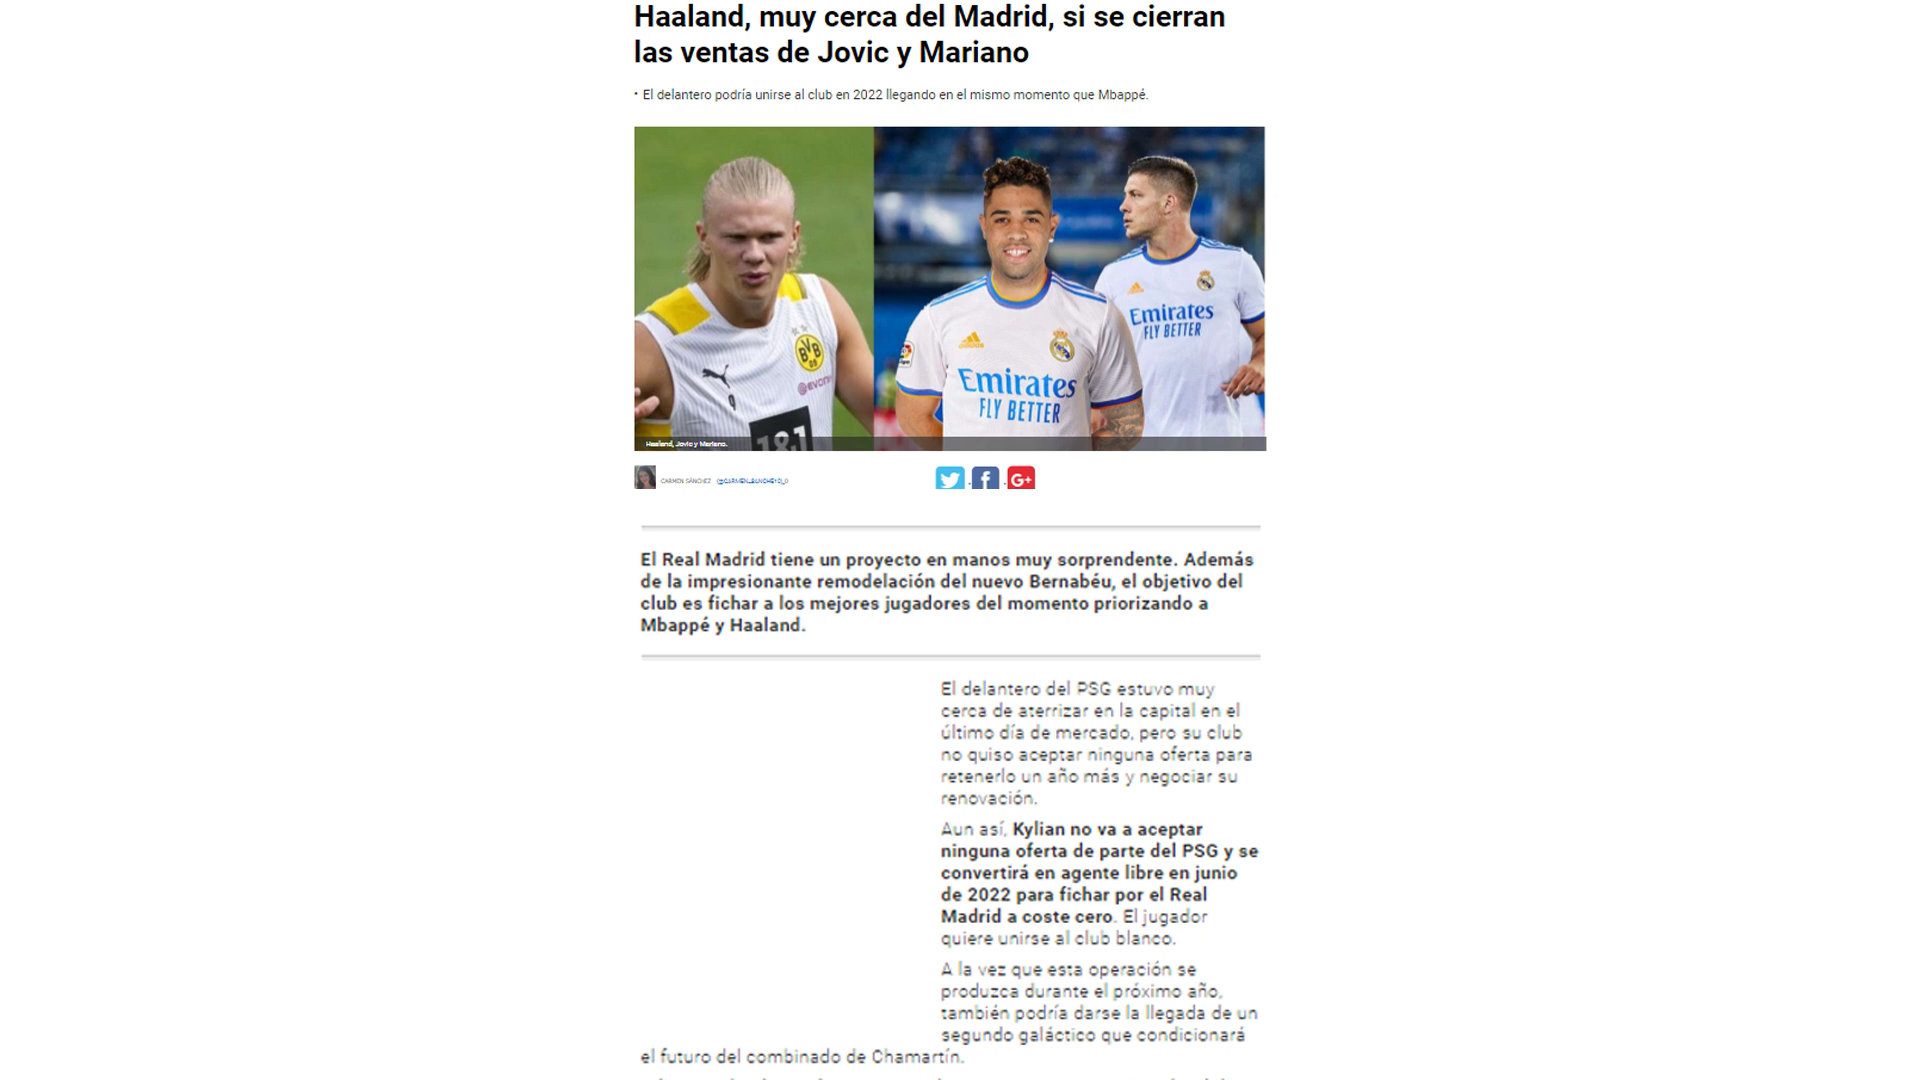 Haaland, muy cerca del Madrid, si se cierran
las ventas de Jovic y Mariano
· El delantero podría unirse al club en 2022 llegando en el mismo momento que Mbappé.
BVB
09
9
1&1
Emirates
FLY BETTER
Emirates
FLY BETTER
Haaland, Jovic y Mariano.
CARMEN SÁNCHEZ
El Real Madrid tiene un proyecto en manos muy sorprendente. Además
de la impresionante remodelación del nuevo Bernabéu, el objetivo del
club es fichar a los mejores jugadores del momento priorizando a
Mbappé y Haaland.
El delantero del PSG estuvo muy
cerca de aterrizar en la capital en el
último día de mercado, pero su club
no quiso aceptar ninguna oferta para
retenerlo un año más y negociar su
renovación.
Aun así, Kylian no va a aceptar
ninguna oferta de parte del PSG y se
convertirá en agente libre en junio
de 2022 para fichar por el Real
Madrid a coste cero. El jugador
quiere unirse al club blanco.
A la vez que esta operación se
produzca durante el próximo año,
también podría darse la llegada de un
segundo galáctico que condicionará
el futuro del combinado de Chamartín.